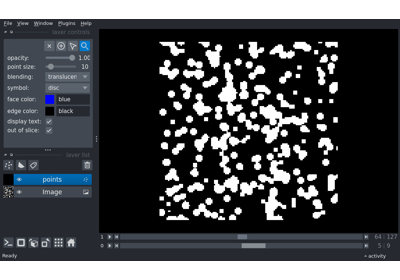 File View Window Plugins Help
layer controls
opacity: 1.00
point size: 10
blending: translucen
symbol: disc
face color: blue
edge color: black
display text:
out of slice:
layer list
points
Image
1 64 127
0 5 9
Ready activity